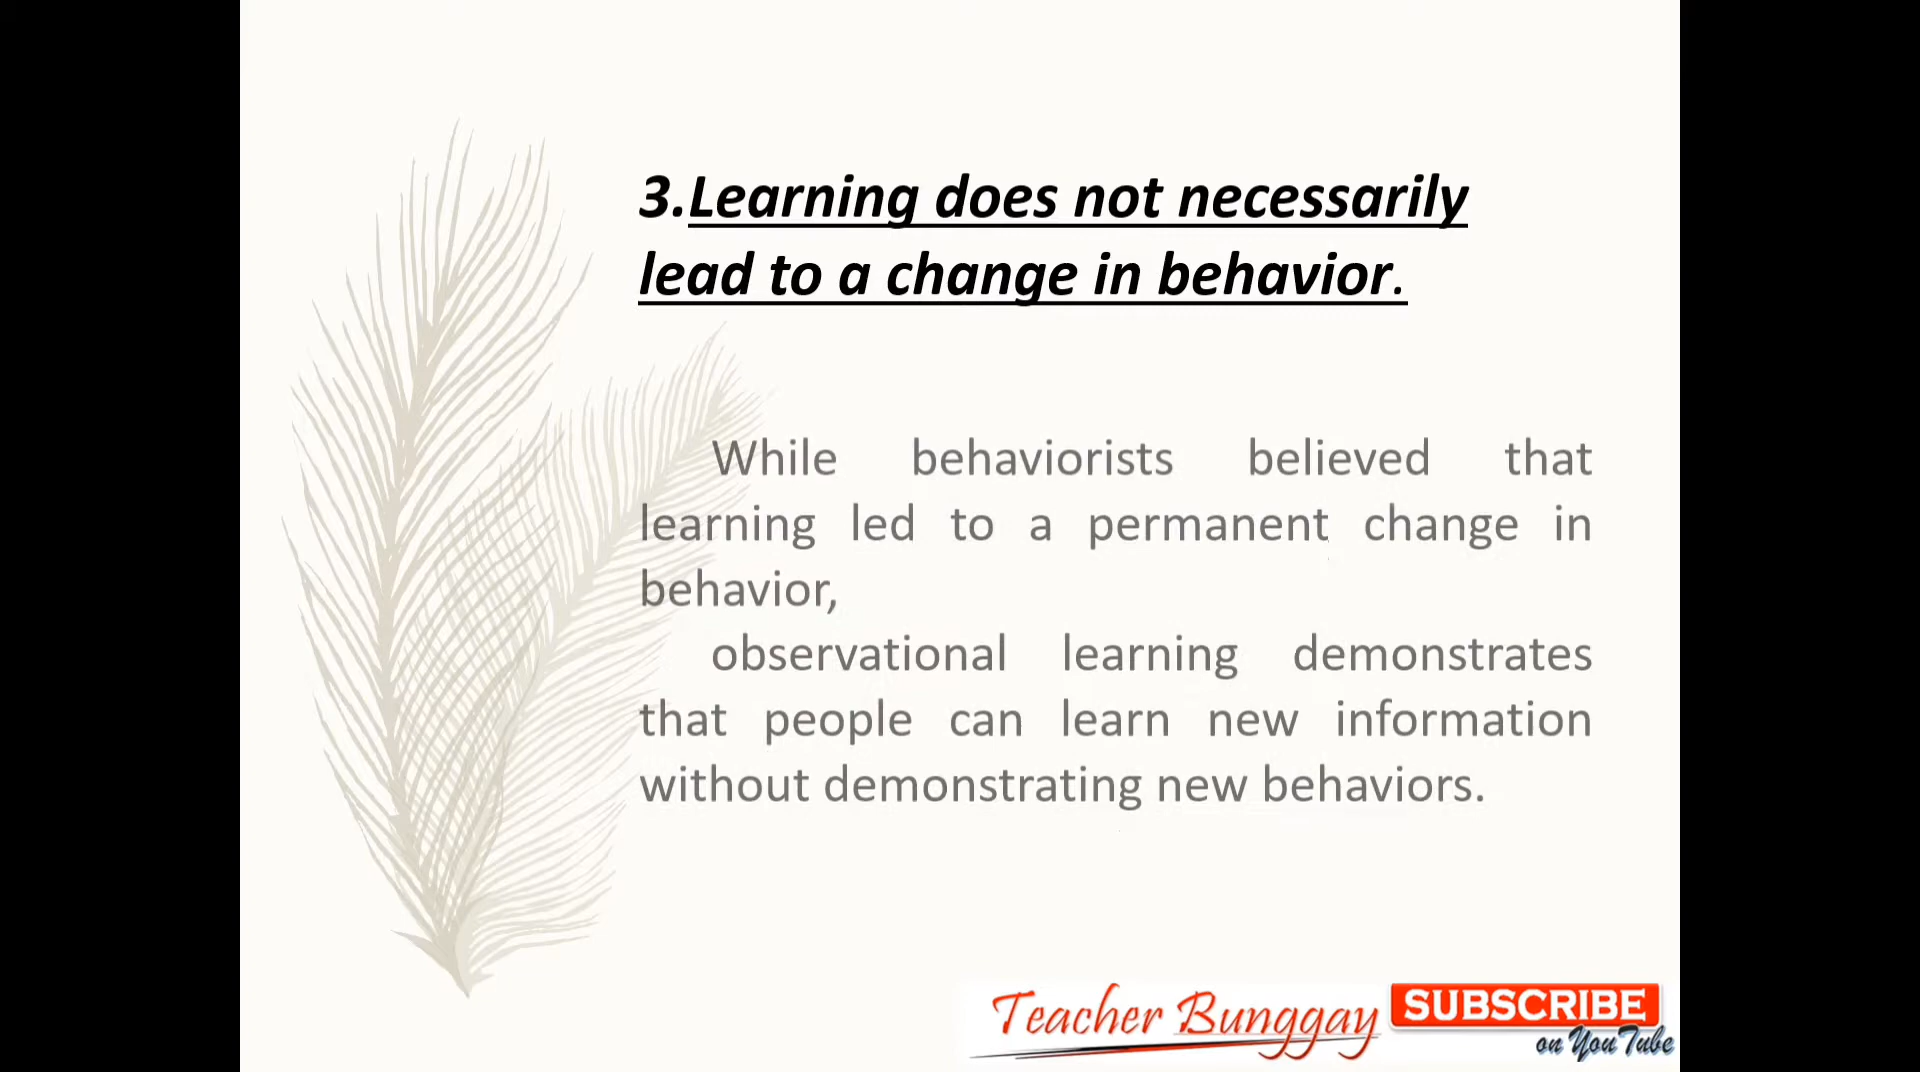 3.Learning does not necessarily
lead to a change in behavior.
While behaviorists believed that
learning led to a permanent change in
behavior,
observational learning demonstrates
that people can learn new information
without demonstrating new behaviors.
Teacher Bunggay
SUBSCRIBE
on YouTube